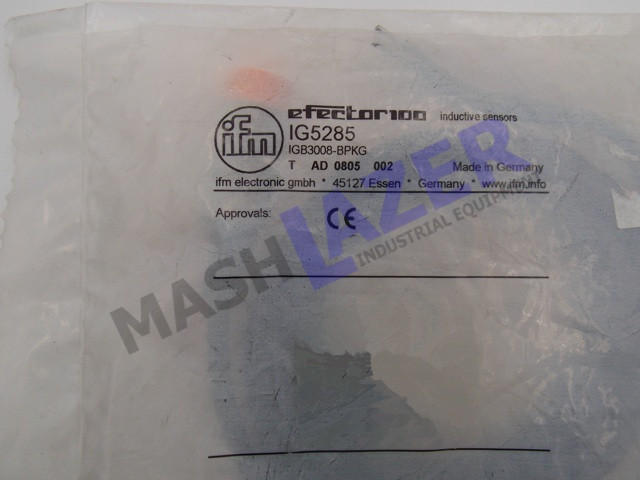 ifm
efector100 inductive sensors
IG5285
IGB3008-BPKG
T AD 0805 002 Made in Germany
ifm electronic gmbh * 45127 Essen * Germany * www.ifm.info
Approvals: CE
MASHLAZER
INDUSTRIAL EQUIPMENT